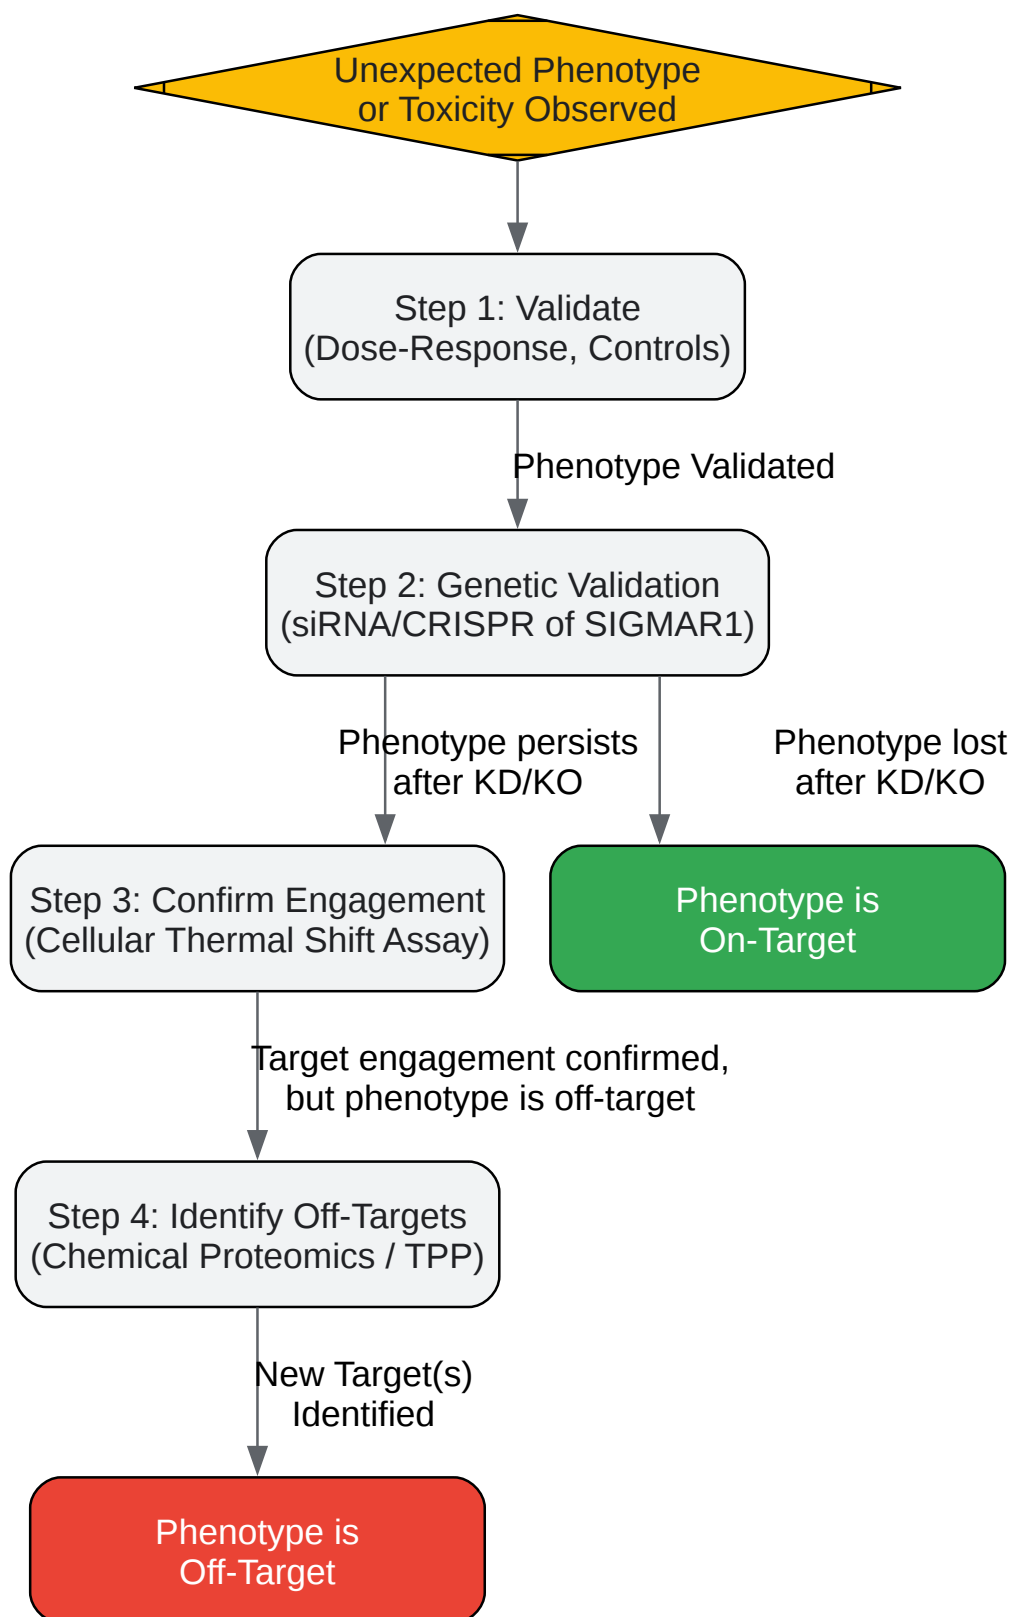 Unexpected Phenotype
or Toxicity Observed
Step 1: Validate
(Dose-Response, Controls)
Phenotype Validated
Step 2: Genetic Validation
(siRNA/CRISPR of SIGMAR1)
Phenotype persists
after KD/KO
Phenotype lost
after KD/KO
Step 3: Confirm Engagement
(Cellular Thermal Shift Assay)
Phenotype is
On-Target
Target engagement confirmed,
but phenotype is off-target
Step 4: Identify Off-Targets
(Chemical Proteomics / TPP)
New Target(s)
Identified
Phenotype is
Off-Target